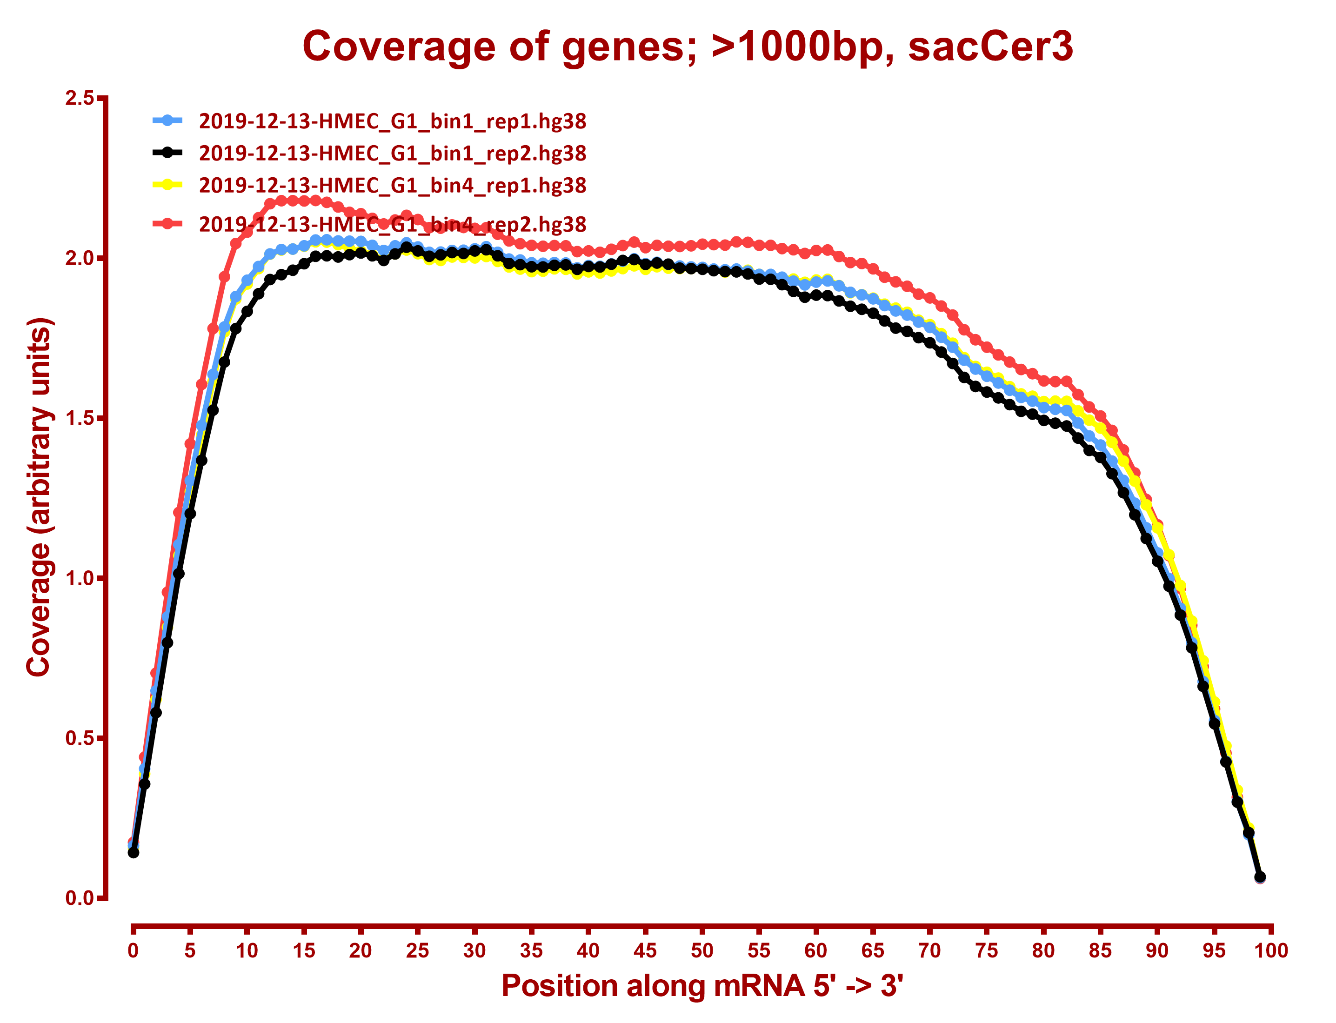 Coverage of genes; >1000bp, sacCer3
2.5
2019-12-13-HMEC_G1_bin1_rep1.hg38
2019-12-13-HMEC_G1_bin1_rep2.hg38
2019-12-13-HMEC_G1_bin4_rep1.hg38
2019-12-13-HMEC_G1_bin4_rep2.hg38
2.0
1.5
1.0
0.5
0.0
Coverage (arbitrary units)
0 5 10 15 20 25 30 35 40 45 50 55 60 65 70 75 80 85 90 95 100
Position along mRNA 5' -> 3'